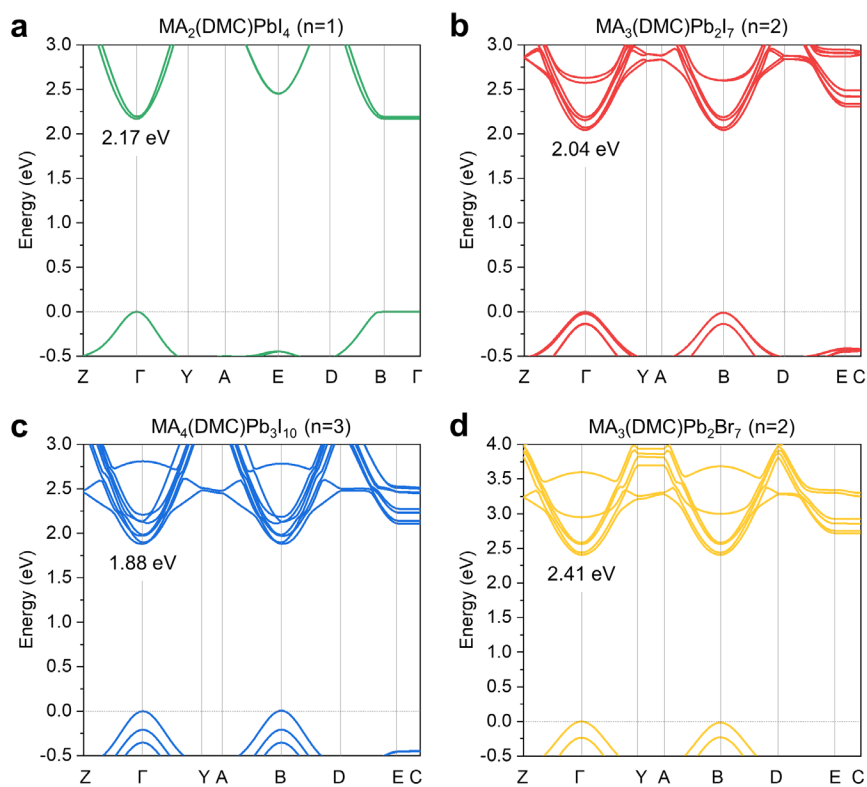 a MA₂(DMC)PbI₄ (n=1)
3.0
2.5
2.0
1.5
1.0
0.5
0.0
-0.5
Energy (eV)
2.17 eV
Z Γ Y A E D B Γ
b MA₃(DMC)Pb₂I₇ (n=2)
3.0
2.5
2.0
1.5
1.0
0.5
0.0
-0.5
Energy (eV)
2.04 eV
Z Γ Y A B D E C
c MA₄(DMC)Pb₃I₁₀ (n=3)
3.0
2.5
2.0
1.5
1.0
0.5
0.0
-0.5
Energy (eV)
1.88 eV
Z Γ Y A B D E C
d MA₃(DMC)Pb₂Br₇ (n=2)
4.0
3.5
3.0
2.5
2.0
1.5
1.0
0.5
0.0
-0.5
Energy (eV)
2.41 eV
Z Γ Y A B D E C